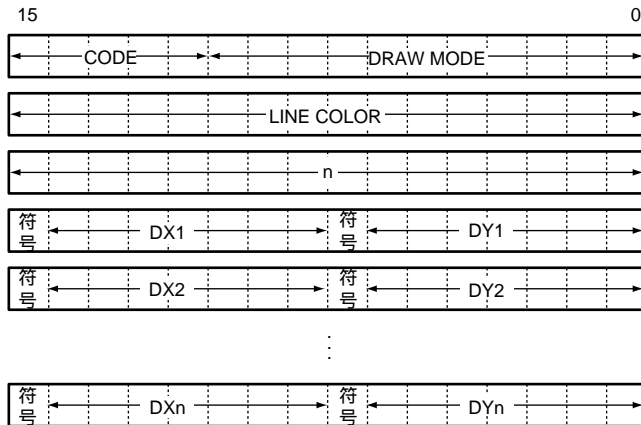 15 0
CODE DRAW MODE
LINE COLOR
n
符号 DX1 符号 DY1
符号 DX2 符号 DY2
⋮
符号 DXn 符号 DYn